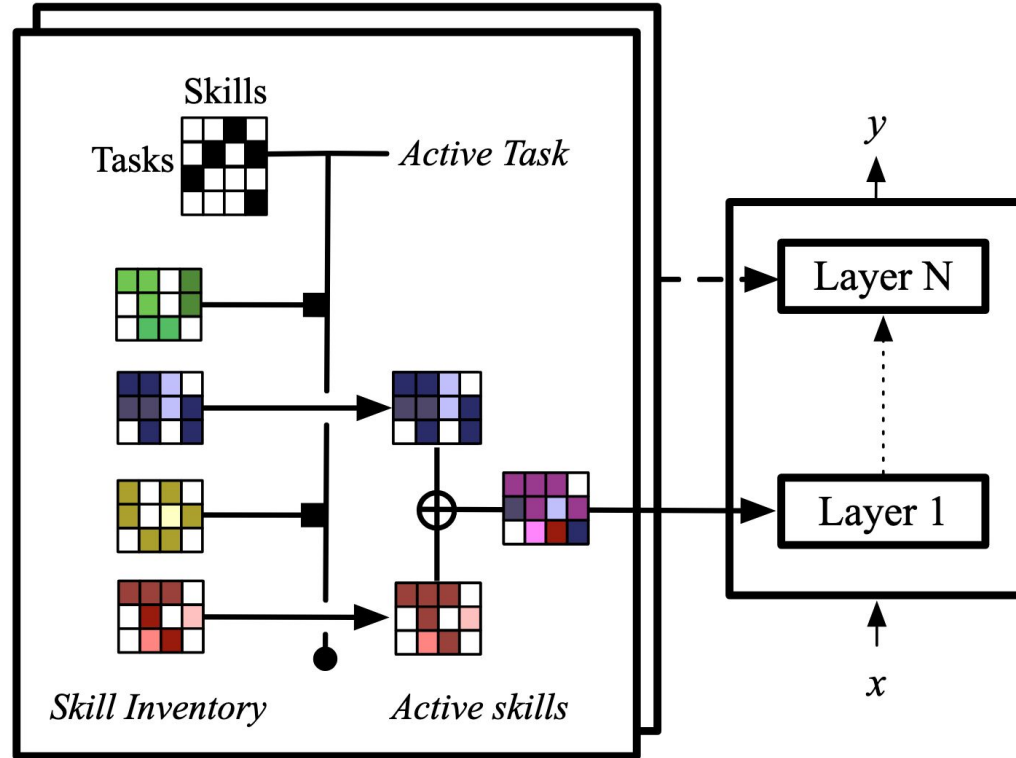 Skills
Tasks
Active Task
Skill Inventory
Active skills
y
Layer N
Layer 1
x